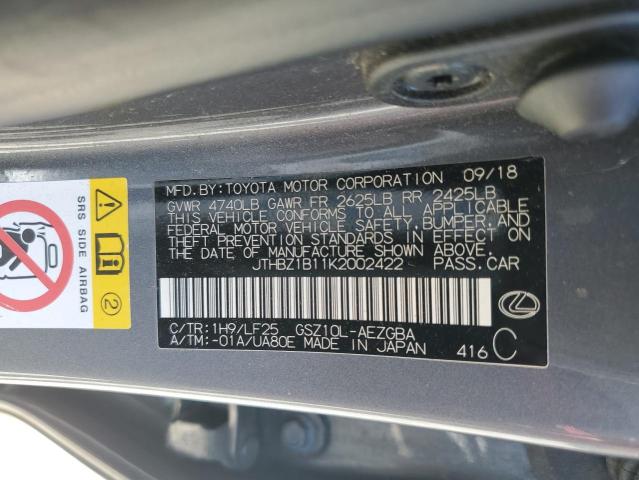 MFD. BY: TOYOTA MOTOR CORPORATION 09/18
GVWR 4740LB GAWR FR 2625LB RR 2425LB
THIS VEHICLE CONFORMS TO ALL APPLICABLE
FEDERAL MOTOR VEHICLE SAFETY, BUMPER, AND
THEFT PREVENTION STANDARDS IN EFFECT ON
THE DATE OF MANUFACTURE SHOWN ABOVE.
JTHBZ1B11K2002422 PASS. CAR
C/TR: 1H9/LF25 GSZ10L-AEZGBA
A/TM: -01A/UA80E MADE IN JAPAN 416 C
SRS SIDE AIRBAG
2